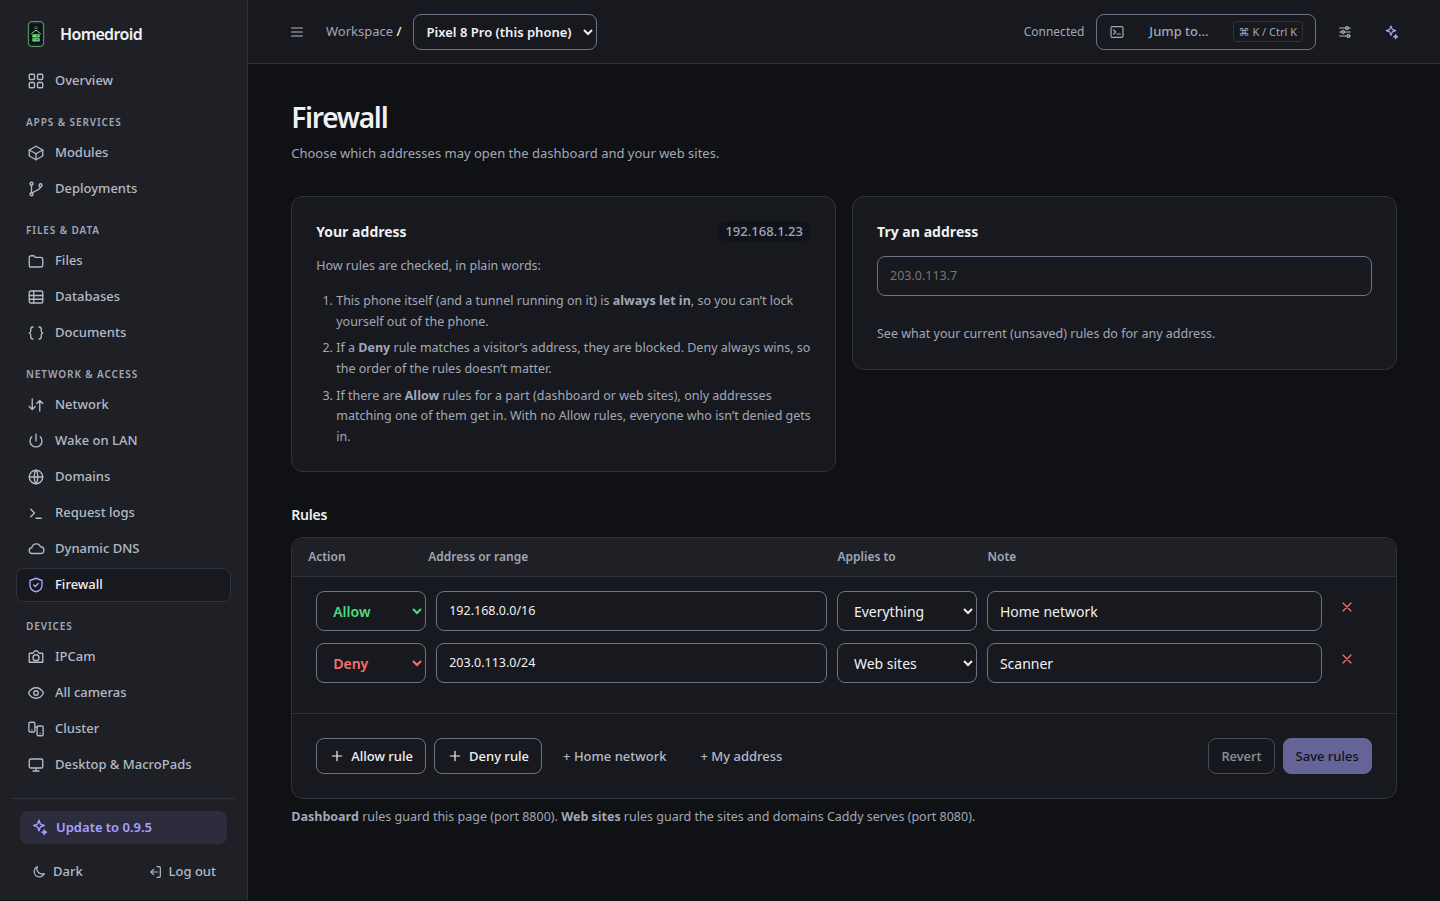 Homedroid
Overview
APPS & SERVICES
Modules
Deployments
FILES & DATA
Files
Databases
Documents
NETWORK & ACCESS
Network
Wake on LAN
Domains
Request logs
Dynamic DNS
Firewall
DEVICES
IPCam
All cameras
Cluster
Desktop & MacroPads
Update to 0.9.5
Dark
Log out
Workspace /
Pixel 8 Pro (this phone)
Connected
Jump to...
⌘ K / Ctrl K
Firewall
Choose which addresses may open the dashboard and your web sites.
Your address
192.168.1.23
How rules are checked, in plain words:
1. This phone itself (and a tunnel running on it) is always let in, so you can't lock
yourself out of the phone.
2. If a Deny rule matches a visitor's address, they are blocked. Deny always wins, so
the order of the rules doesn't matter.
3. If there are Allow rules for a part (dashboard or web sites), only addresses
matching one of them get in. With no Allow rules, everyone who isn't denied gets
in.
Try an address
203.0.113.7
See what your current (unsaved) rules do for any address.
Rules
Action Address or range Applies to Note
Allow 192.168.0.0/16 Everything Home network
Deny 203.0.113.0/24 Web sites Scanner
Allow rule
Deny rule
+ Home network
+ My address
Revert
Save rules
Dashboard rules guard this page (port 8800). Web sites rules guard the sites and domains Caddy serves (port 8080).